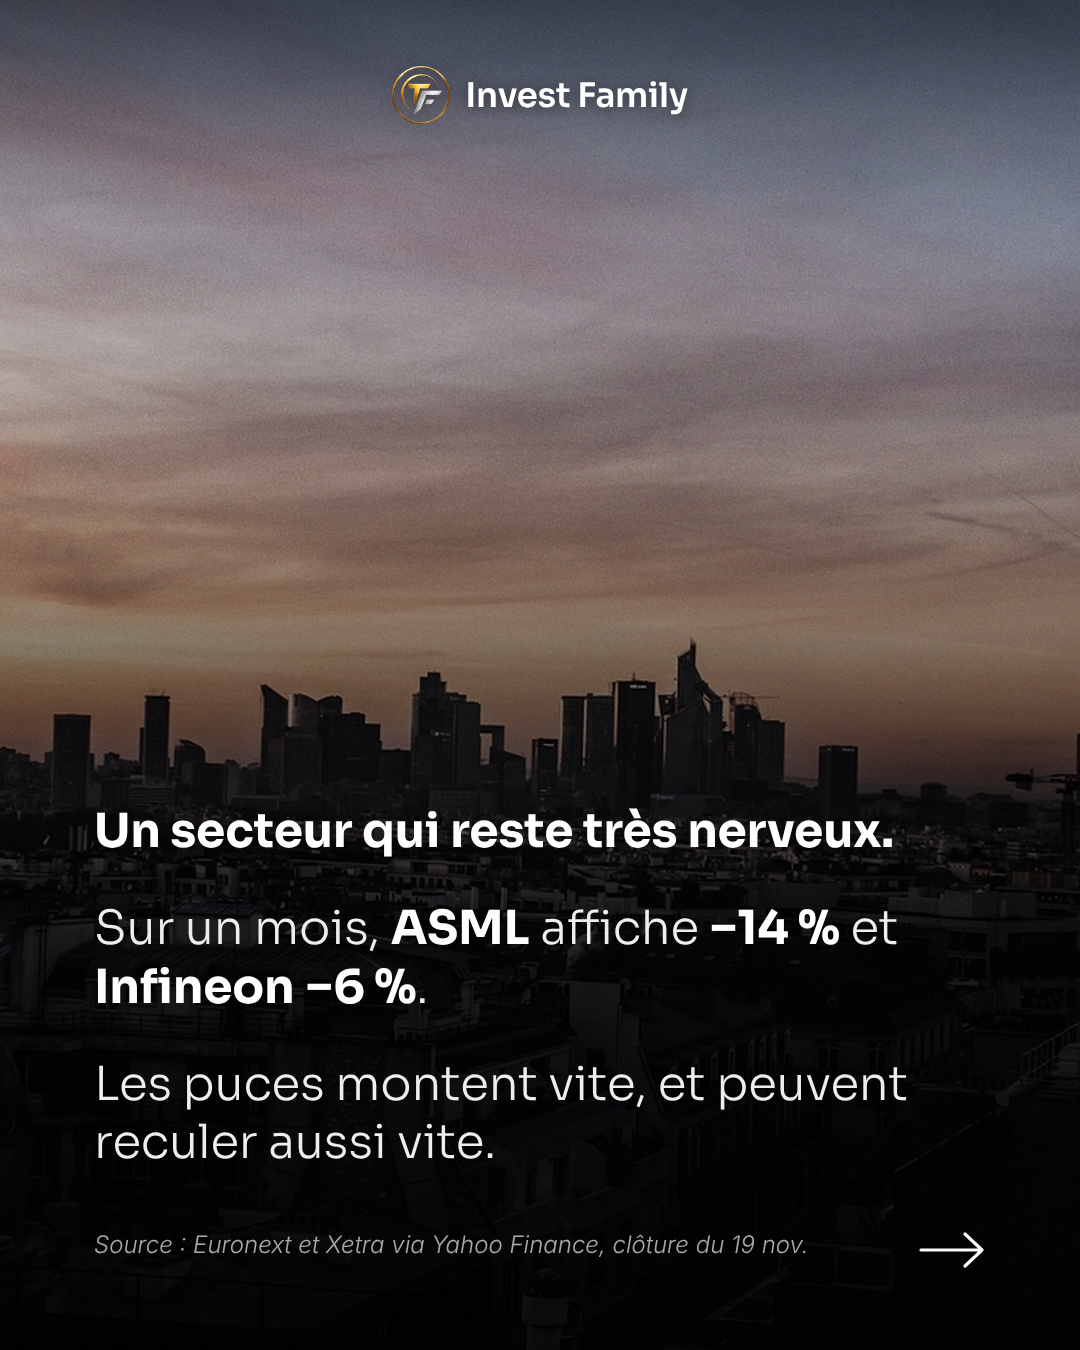 Invest Family
Un secteur qui reste très nerveux.
Sur un mois, ASML affiche −14 % et
Infineon −6 %.
Les puces montent vite, et peuvent
reculer aussi vite.
Source : Euronext et Xetra via Yahoo Finance, clôture du 19 nov.